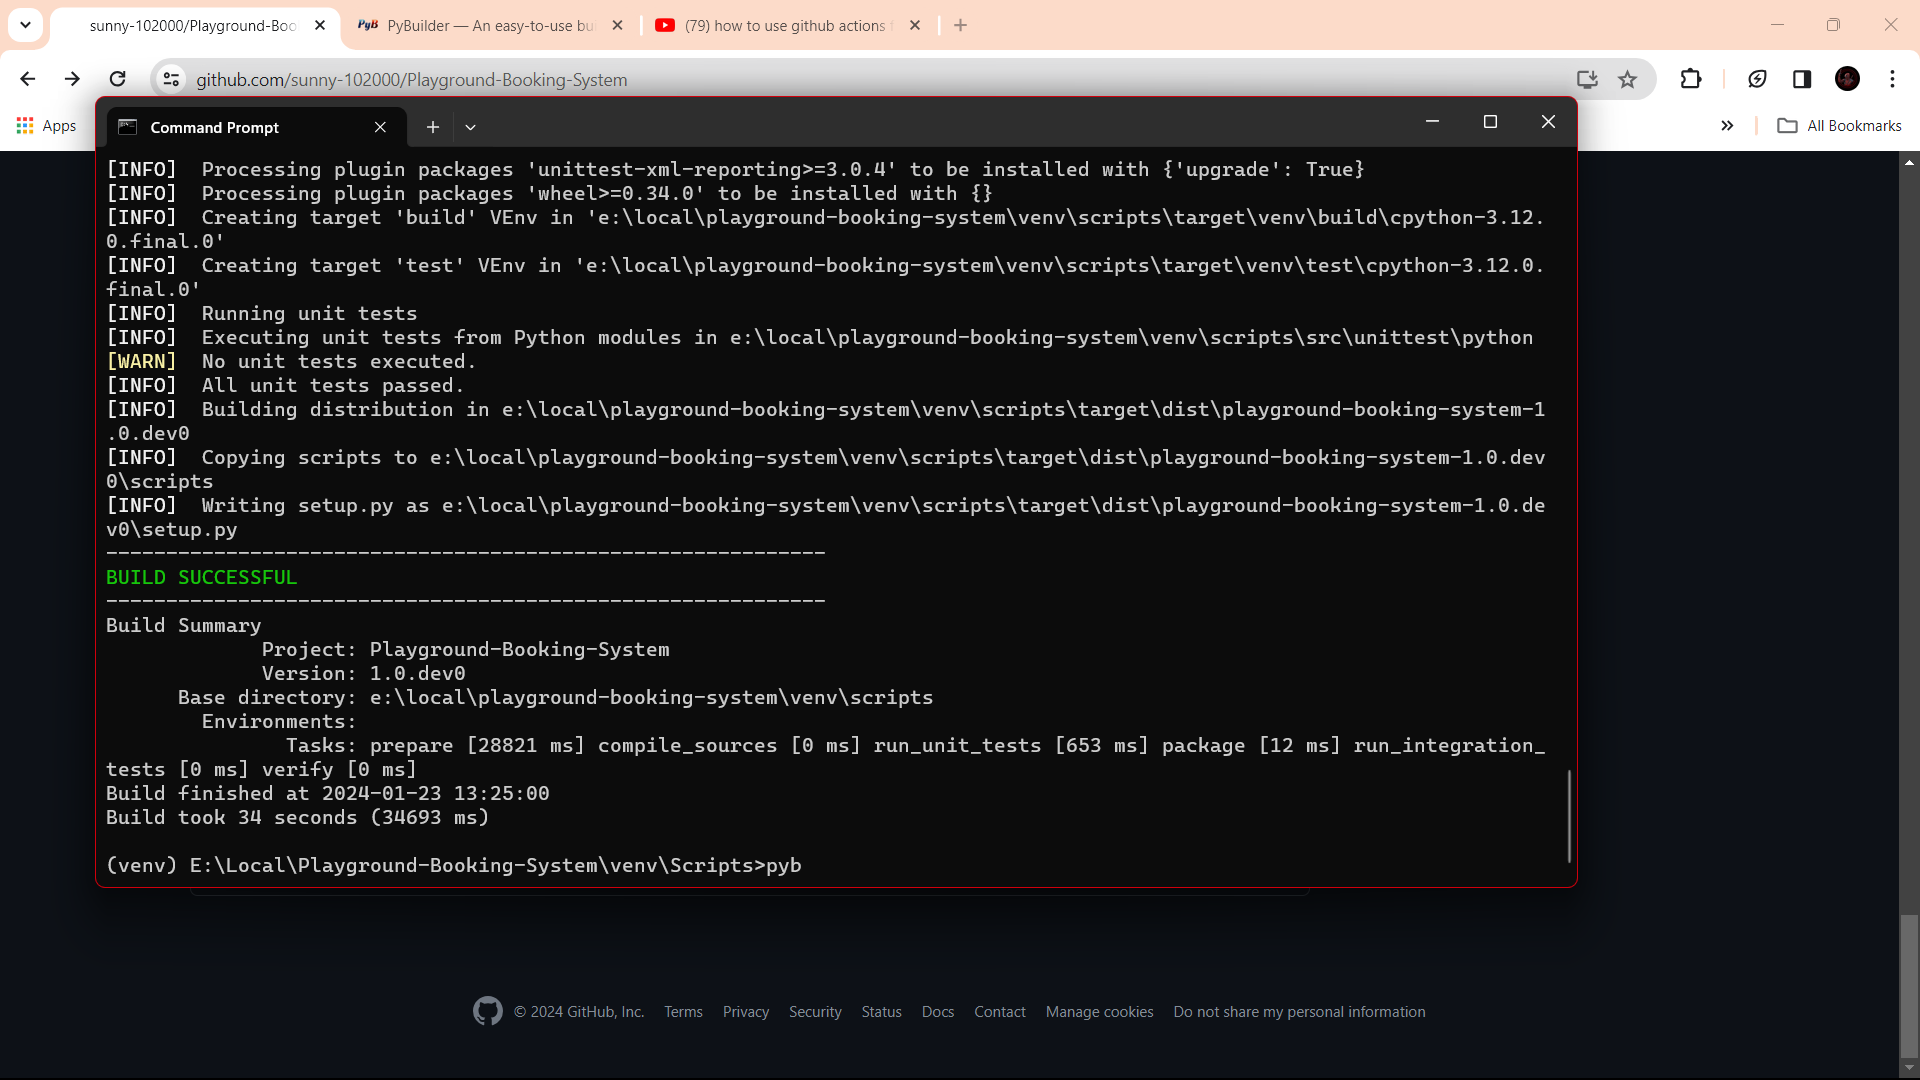 sunny-102000/Playground-Boo
PyB PyBuilder — An easy-to-use bu
(79) how to use github actions
github.com/sunny-102000/Playground-Booking-System
Apps
All Bookmarks
Command Prompt
[INFO]  Processing plugin packages 'unittest-xml-reporting>=3.0.4' to be installed with {'upgrade': True}
[INFO]  Processing plugin packages 'wheel>=0.34.0' to be installed with {}
[INFO]  Creating target 'build' VEnv in 'e:\local\playground-booking-system\venv\scripts\target\venv\build\cpython-3.12.
0.final.0'
[INFO]  Creating target 'test' VEnv in 'e:\local\playground-booking-system\venv\scripts\target\venv\test\cpython-3.12.0.
final.0'
[INFO]  Running unit tests
[INFO]  Executing unit tests from Python modules in e:\local\playground-booking-system\venv\scripts\src\unittest\python
[WARN]  No unit tests executed.
[INFO]  All unit tests passed.
[INFO]  Building distribution in e:\local\playground-booking-system\venv\scripts\target\dist\playground-booking-system-1
.0.dev0
[INFO]  Copying scripts to e:\local\playground-booking-system\venv\scripts\target\dist\playground-booking-system-1.0.dev
0\scripts
[INFO]  Writing setup.py as e:\local\playground-booking-system\venv\scripts\target\dist\playground-booking-system-1.0.de
v0\setup.py
------------------------------------------------------------
BUILD SUCCESSFUL
------------------------------------------------------------
Build Summary
Project: Playground-Booking-System
Version: 1.0.dev0
Base directory: e:\local\playground-booking-system\venv\scripts
Environments:
Tasks: prepare [28821 ms] compile_sources [0 ms] run_unit_tests [653 ms] package [12 ms] run_integration_
tests [0 ms] verify [0 ms]
Build finished at 2024-01-23 13:25:00
Build took 34 seconds (34693 ms)
(venv) E:\Local\Playground-Booking-System\venv\Scripts>pyb
© 2024 GitHub, Inc. Terms Privacy Security Status Docs Contact Manage cookies Do not share my personal information